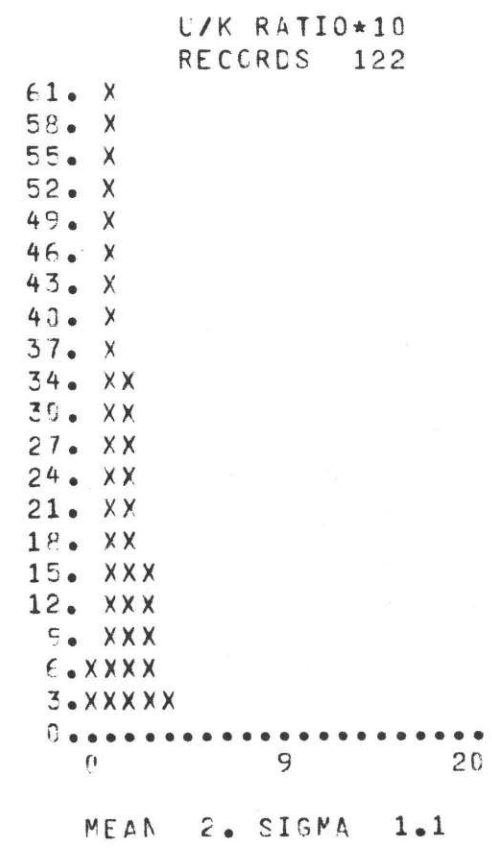 U/K RATIO*10
RECORDS 122
61. X
58. X
55. X
52. X
49. X
46. X
43. X
40. X
37. X
34. XX
30. XX
27. XX
24. XX
21. XX
18. XX
15. XXX
12. XXX
9. XXX
6.XXXX
3.XXXXX
0....................
0 9 20
MEAN 2. SIGMA 1.1